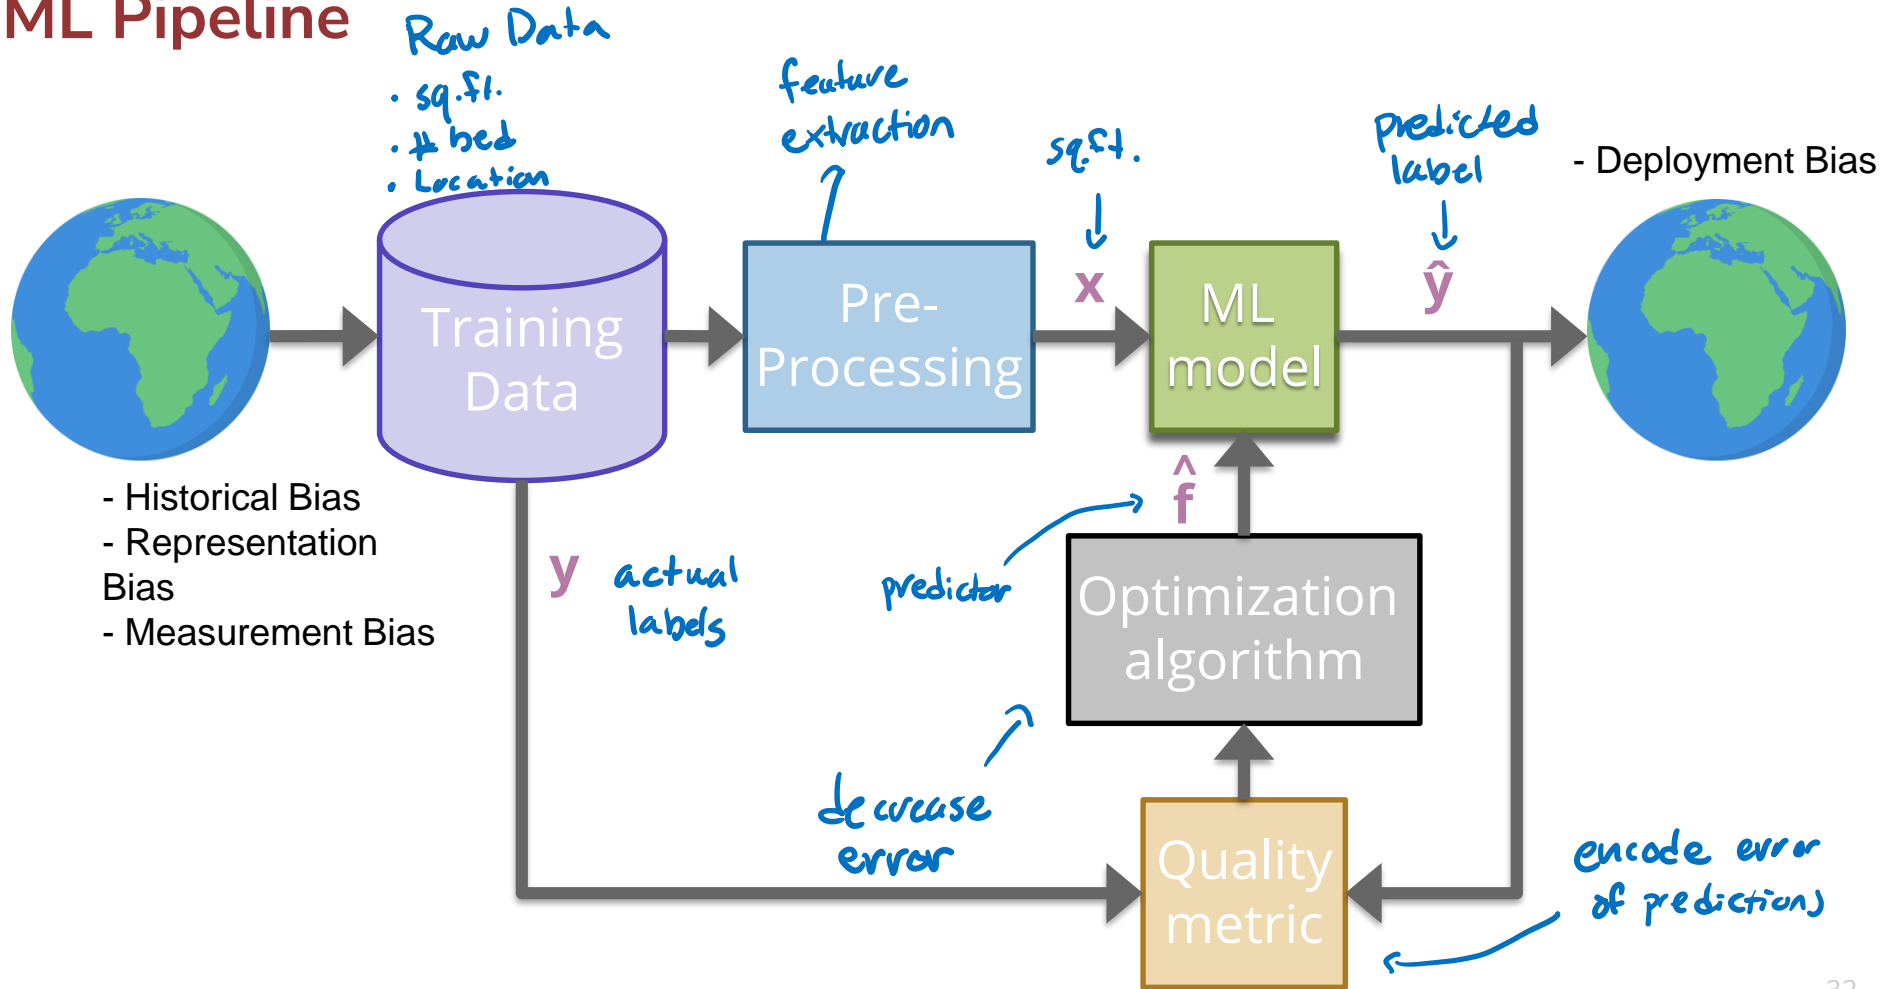 ML Pipeline
Raw Data
• sq.ft.
• # bed
• Location
feature
extraction
sq.ft.
predicted
label
- Deployment Bias
Training
Data
Pre-
Processing
x
ML
model
ŷ
- Historical Bias
- Representation
Bias
- Measurement Bias
y
actual
labels
predictor
f̂
Optimization
algorithm
decrease
error
Quality
metric
encode error
of predictions
32